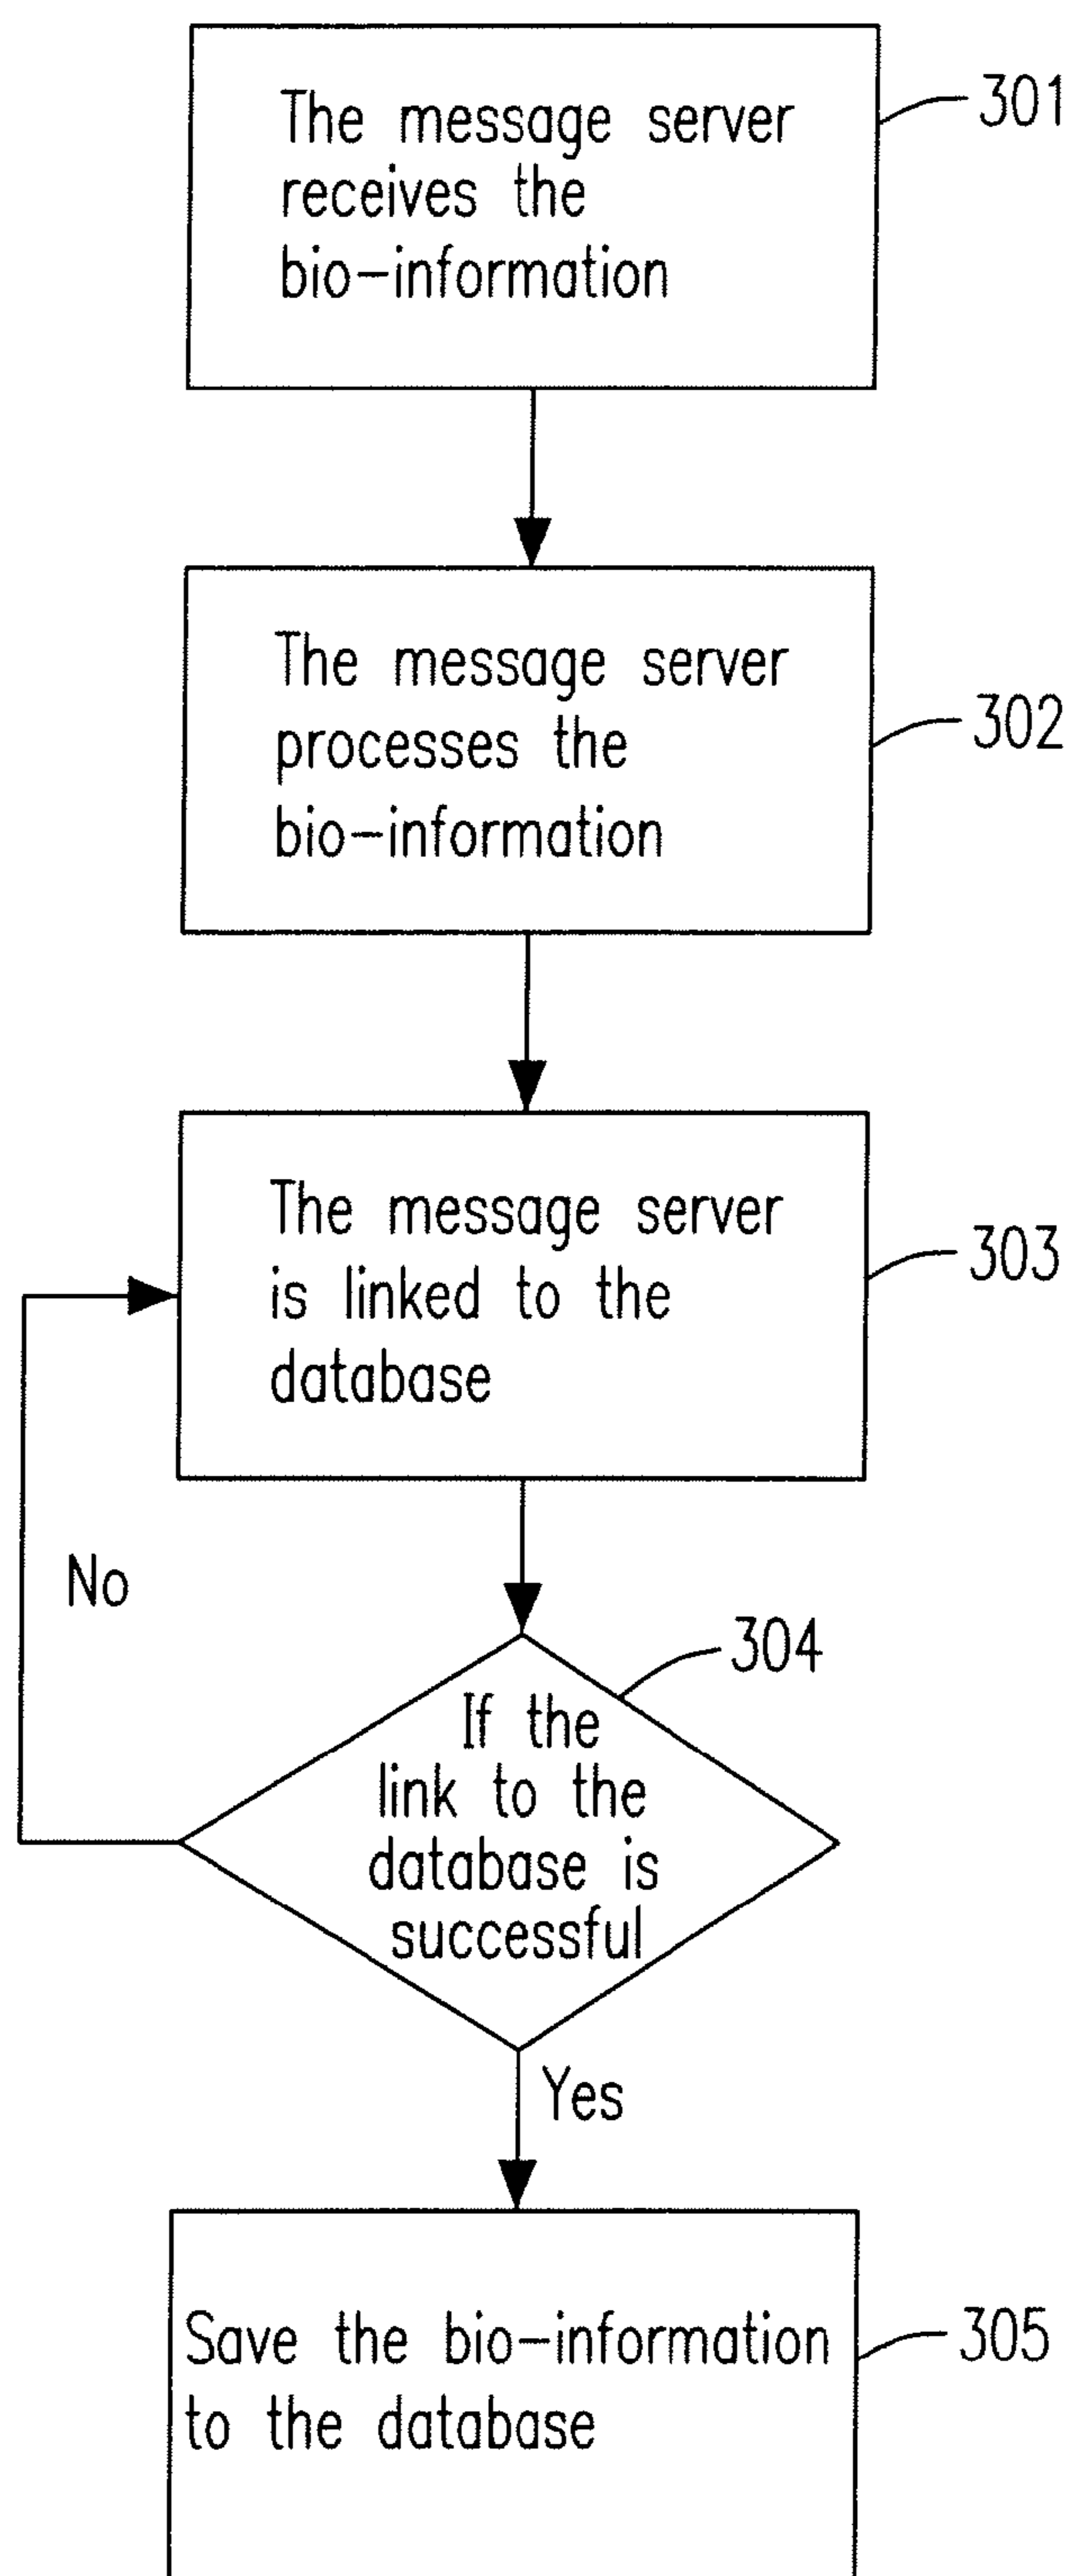 The message server
receives the
bio-information
301
The message server
processes the
bio-information
302
The message server
is linked to the
database
303
No
304
If the
link to the
database is
successful
Yes
Save the bio-information
to the database
305